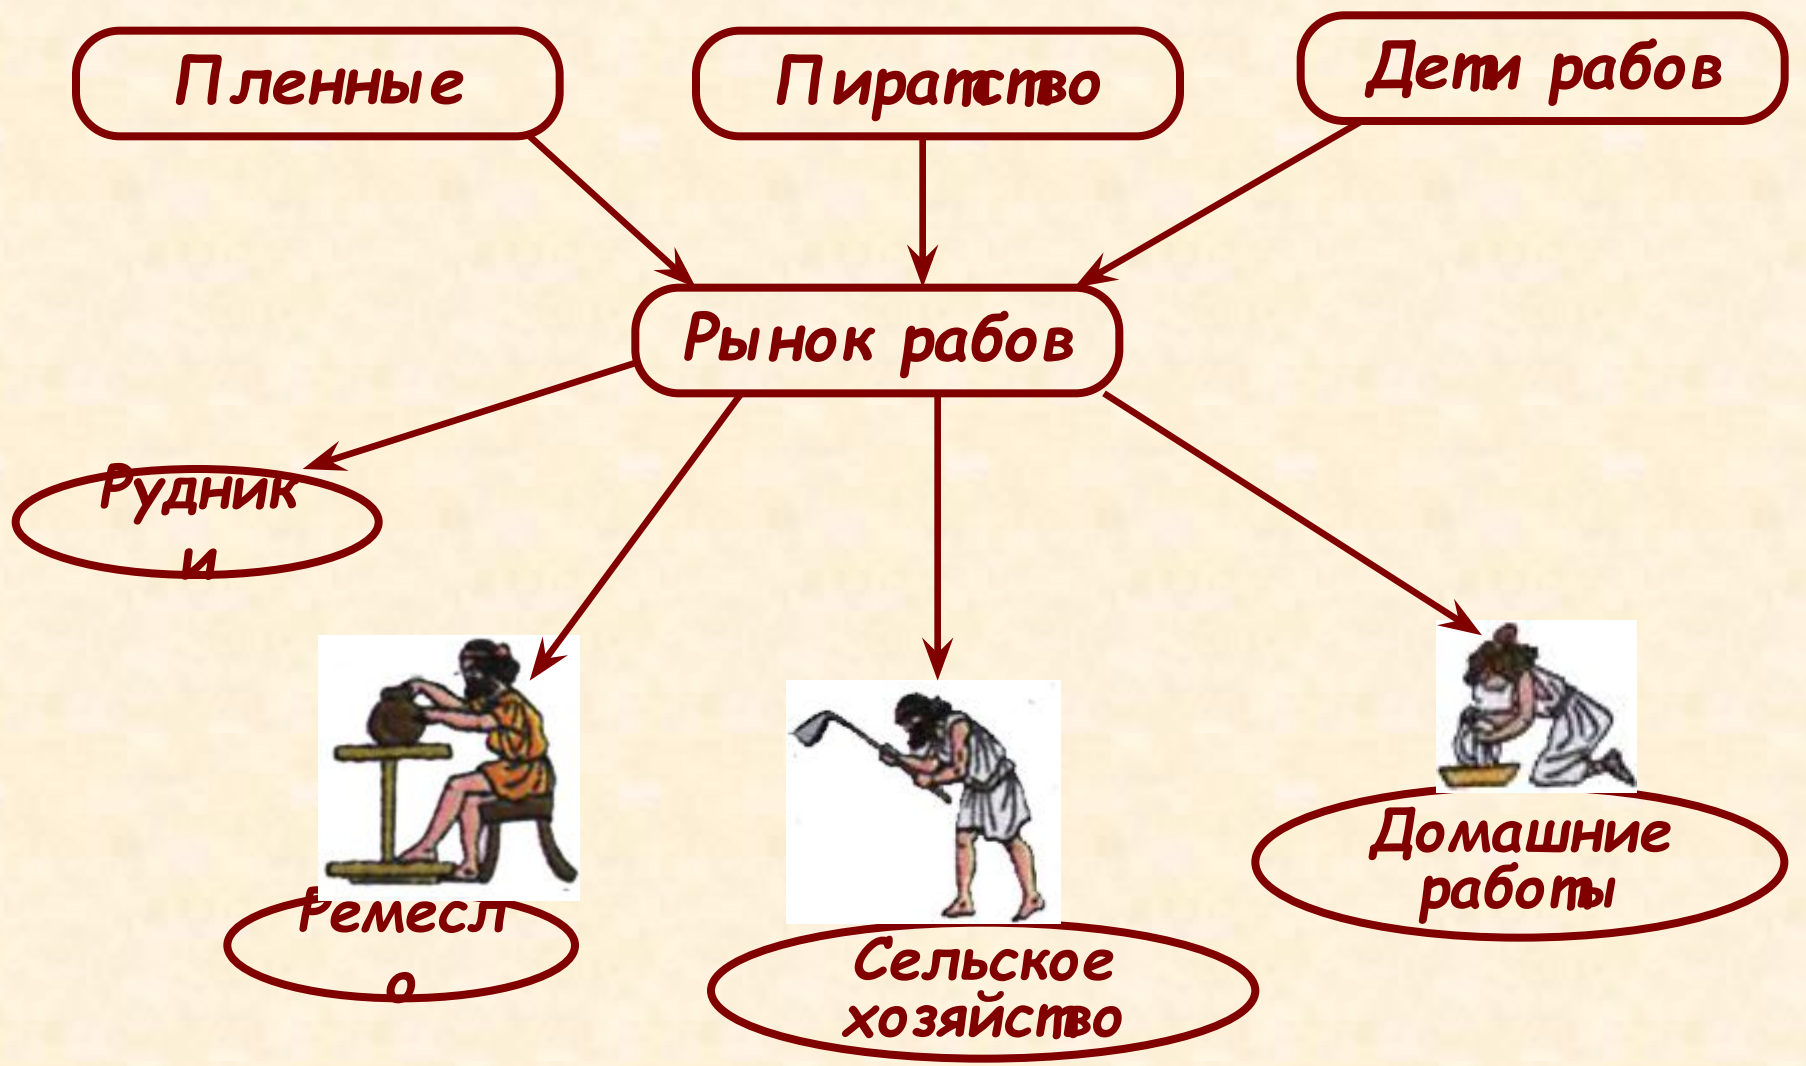 Пленные
Пиратство
Дети рабов
Рынок рабов
Рудник
и
Ремесл
о
Сельское
хозяйство
Домашние
работы